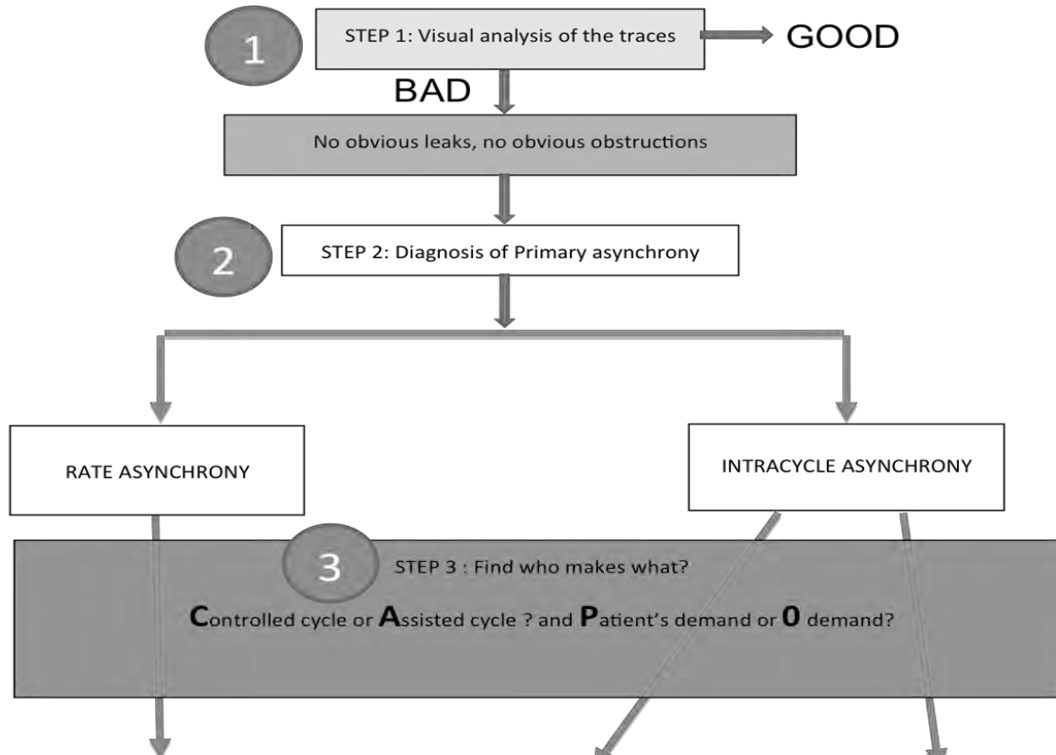 1
STEP 1: Visual analysis of the traces
GOOD
BAD
No obvious leaks, no obvious obstructions
2
STEP 2: Diagnosis of Primary asynchrony
RATE ASYNCHRONY
INTRACYCLE ASYNCHRONY
3
STEP 3 : Find who makes what?
Controlled cycle or Assisted cycle ? and Patient's demand or 0 demand?